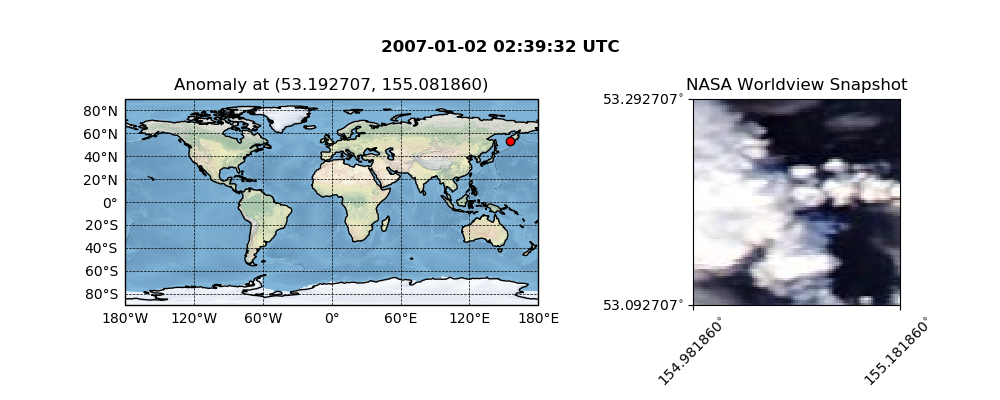 2007-01-02 02:39:32 UTC
Anomaly at (53.192707, 155.081860)
80°N
60°N
40°N
20°N
0°
20°S
40°S
60°S
80°S
180°W 120°W 60°W 0° 60°E 120°E 180°E
NASA Worldview Snapshot
53.292707°
53.092707°
154.981860°
155.181860°